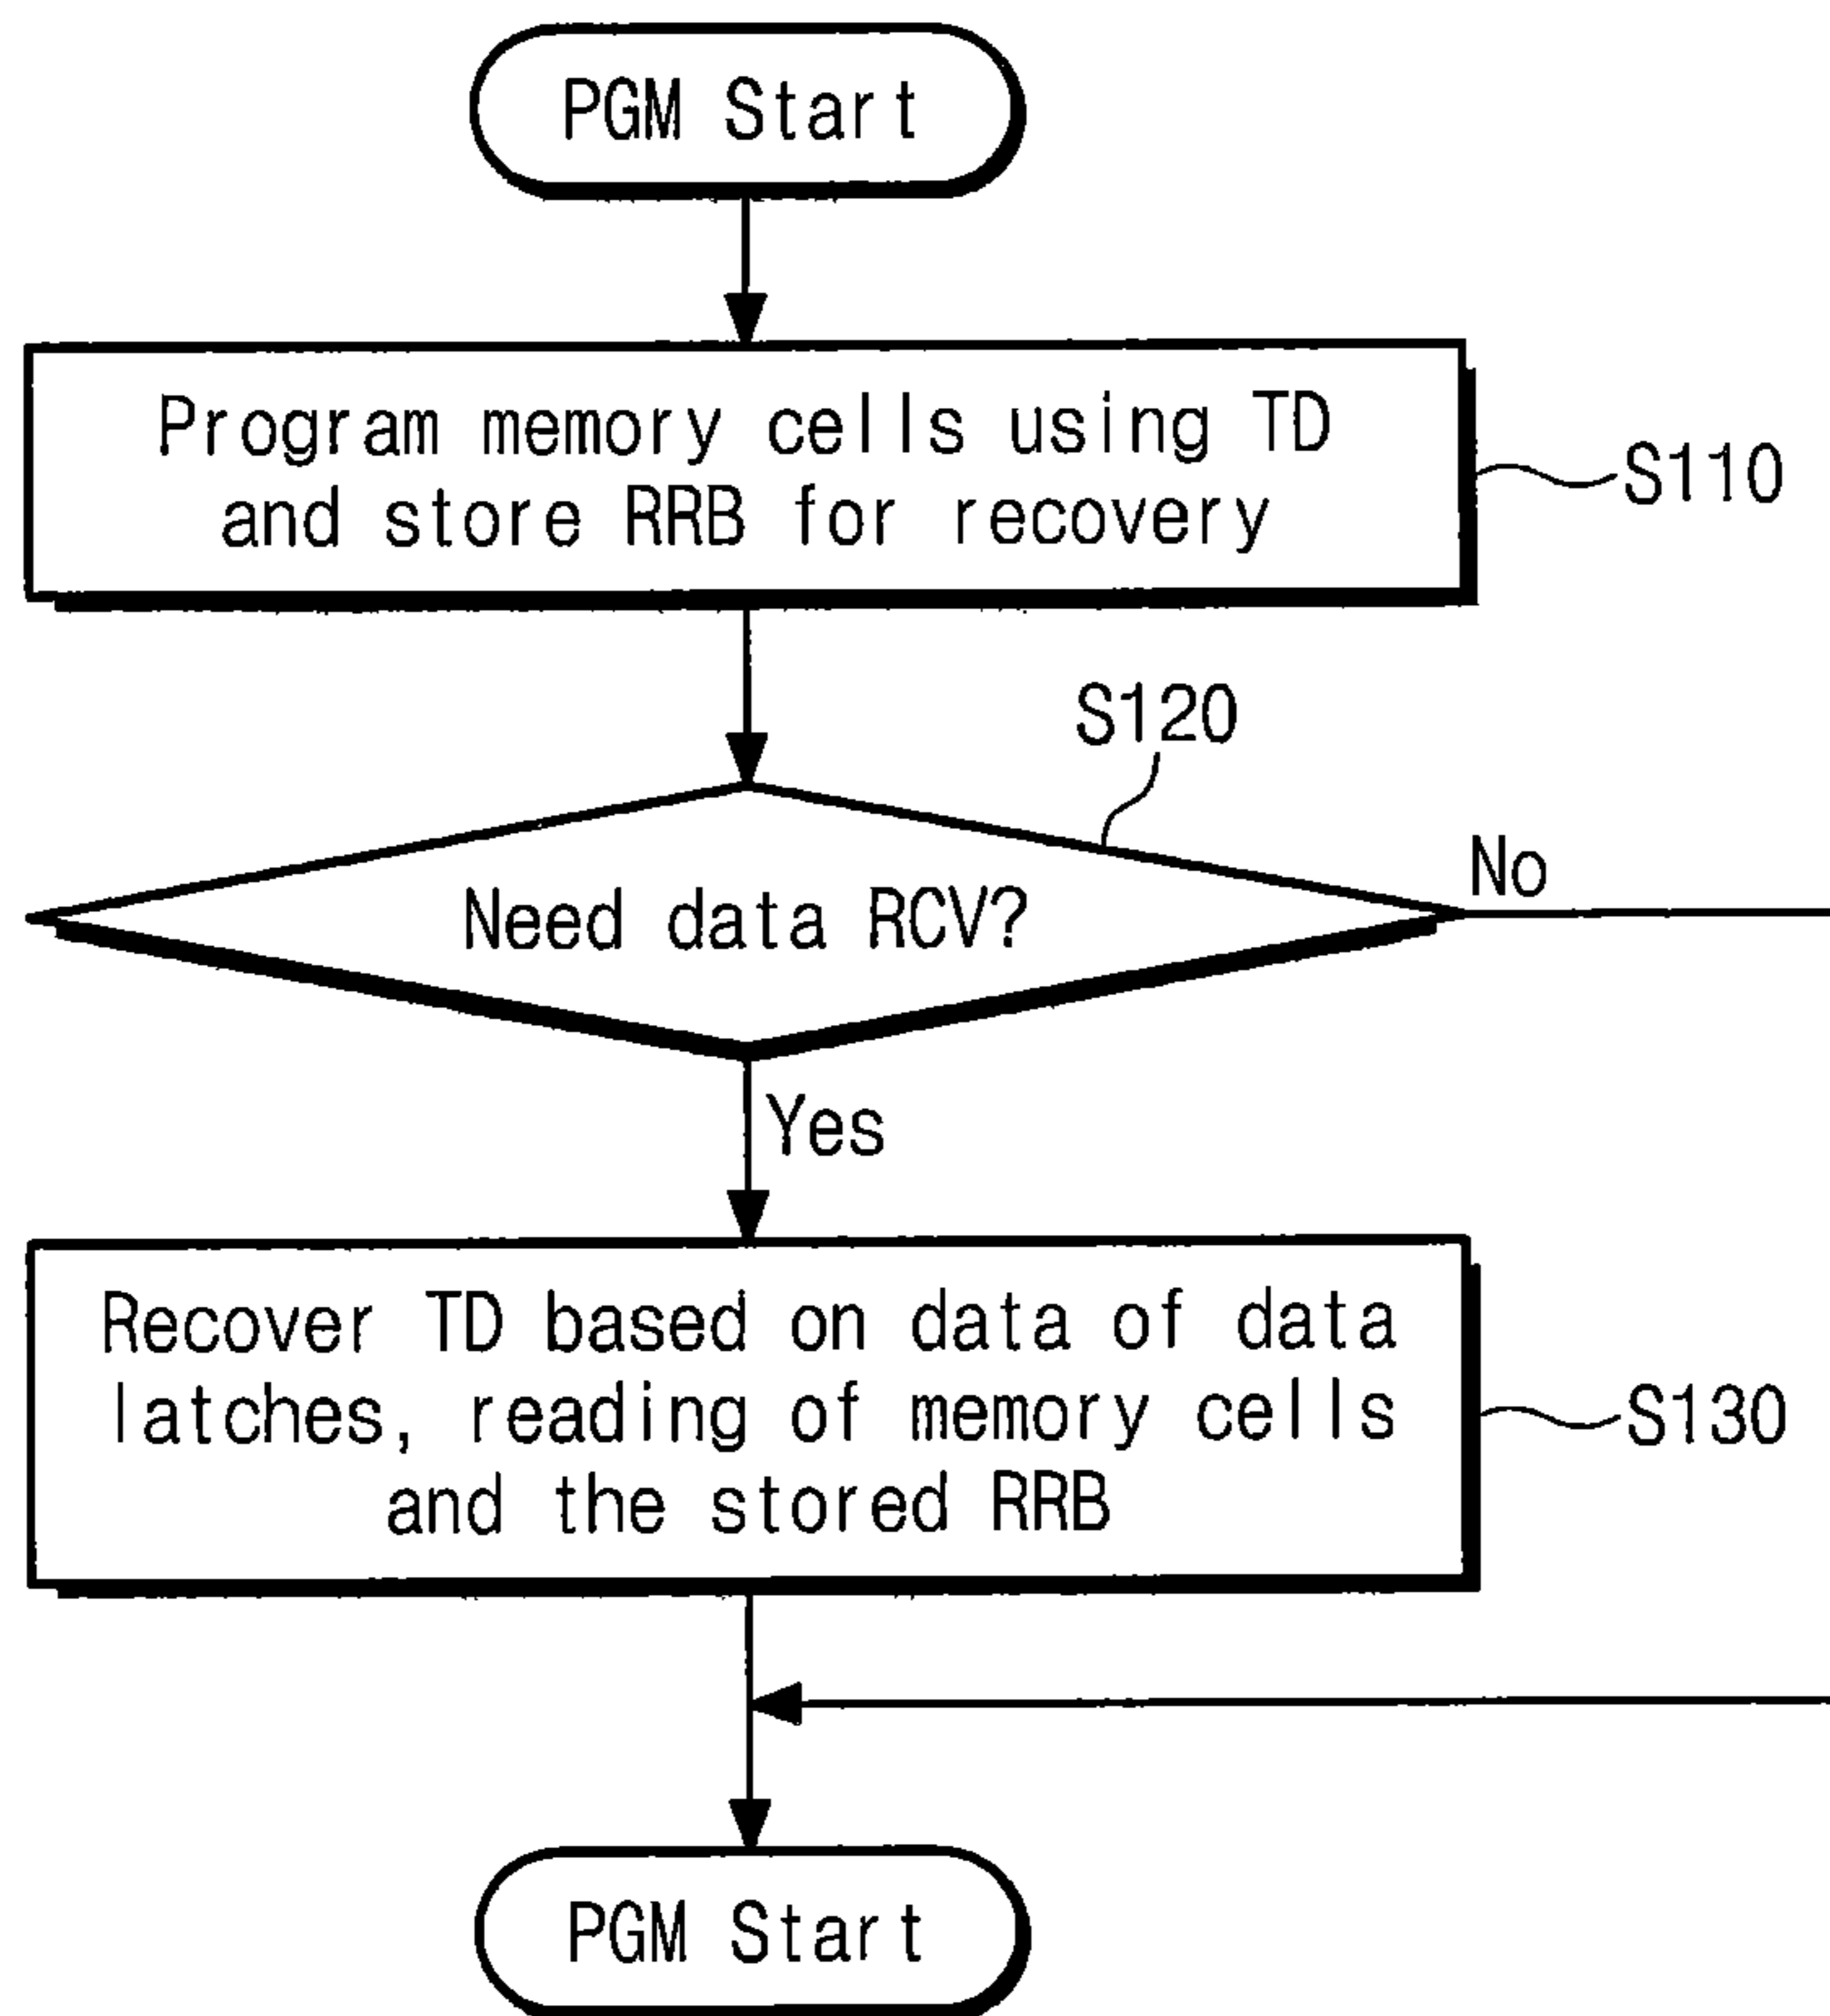 PGM Start
Program memory cells using TD
and store RRB for recovery
S110
S120
Need data RCV?
No
Yes
Recover TD based on data of data
latches, reading of memory cells
and the stored RRB
S130
PGM Start